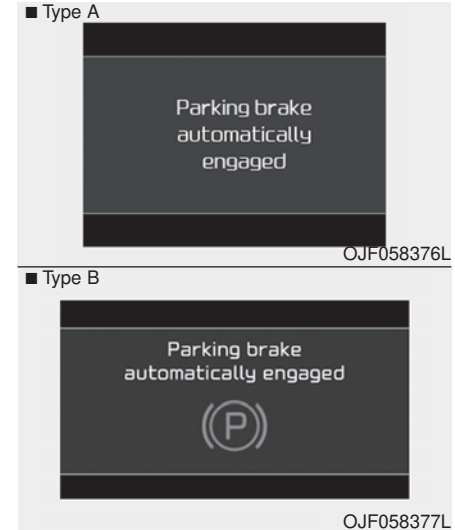 ■ Type A
Parking brake
automatically
engaged
OJF058376L
■ Type B
Parking brake
automatically engaged
(P)
OJF058377L